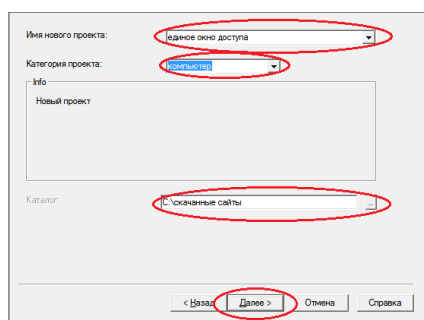 Имя нового проекта: единое окно доступа
Категория проекта: компьютер
Info
Новый проект
Каталог: C:\скачанные сайты ..
< Назад Далее > Отмена Справка